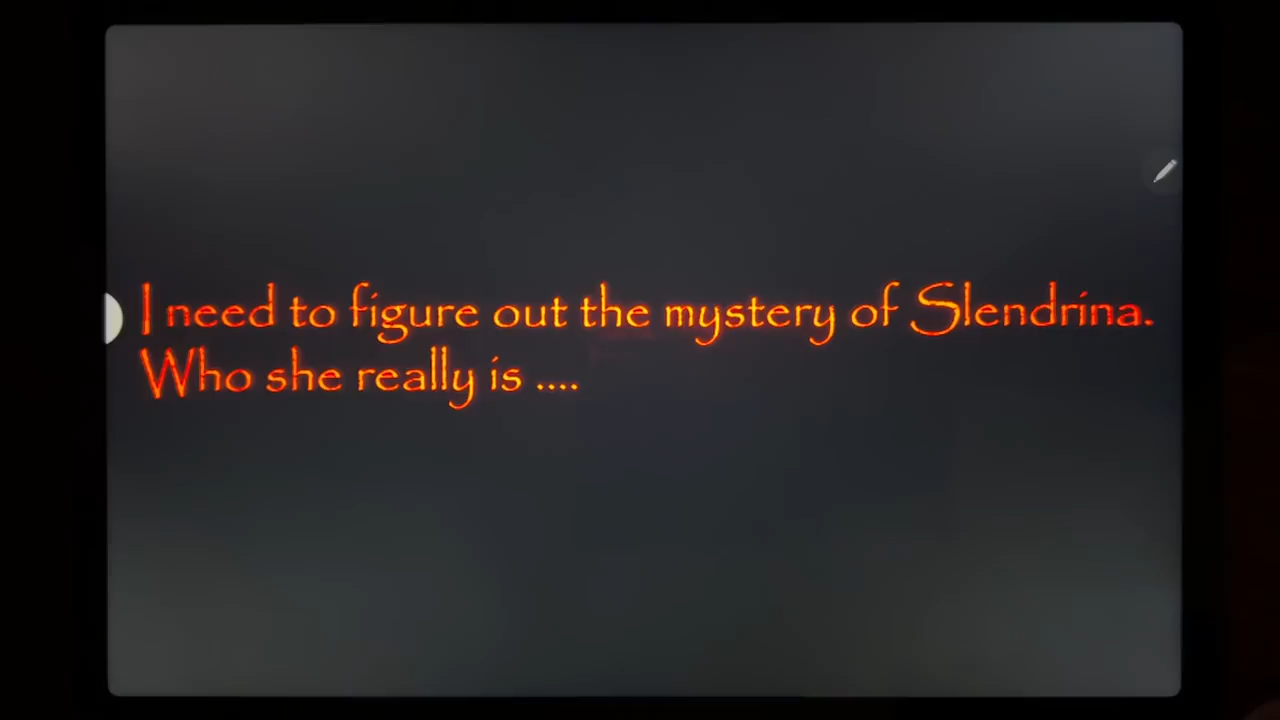 I need to figure out the mystery of Slendrina.
Who she really is ....